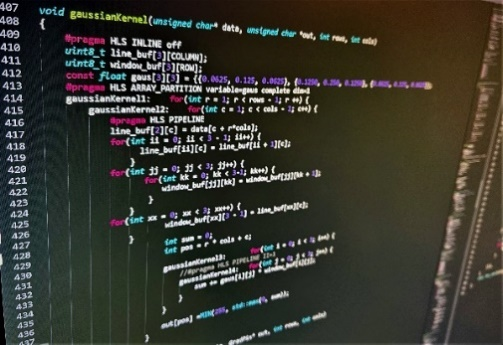 407 void gaussianKernel(unsigned char* data, unsigned char *out, int rows, int cols)
408 {
409 #pragma HLS INLINE off
410 uint8_t line_buf[3][COLUMN];
411 uint8_t window_buf[3][ROW];
412 const float gaus[3][3] = {{0.0625, 0.125, 0.0625}, {0.1250, 0.250, 0.1250},
413 #pragma HLS ARRAY_PARTITION variable=gaus complete dim=1
414 gaussianKernel1: for(int r = 1; r < rows - 1; r ++) {
415 gaussianKernel2: for(int c = 1; c < cols - 1; c++) {
416 #pragma HLS PIPELINE
417 line_buf[2][c] = data[c + r*cols];
418 for(int ii = 0; ii < 3 - 1; ii++) {
419 line_buf[ii][c] = line_buf[ii + 1][c];
420 }
421 for(int jj = 0; jj < 3; jj++) {
422 for(int kk = 0; kk < 3-1; kk++) {
423 window_buf[jj][kk] = window_buf[jj][kk + 1];
424 }
425 }
for(int xx = 0; xx < 3; xx++) {
426 window_buf[xx][3 - 1] = line_buf[xx][c];
427 }
428 int sum = 0;
429 int pos = r * cols + c;
430 gaussianKernel3: for(int i = 0; i < 3; i++) {
431 //#pragma HLS PIPELINE II=1
432 gaussianKernel4: for(int j = 0; j < 3; j++) {
433 sum += gaus[i][j] * window_buf[i][j];
434 }
435 }
436 out[pos] =
437 }